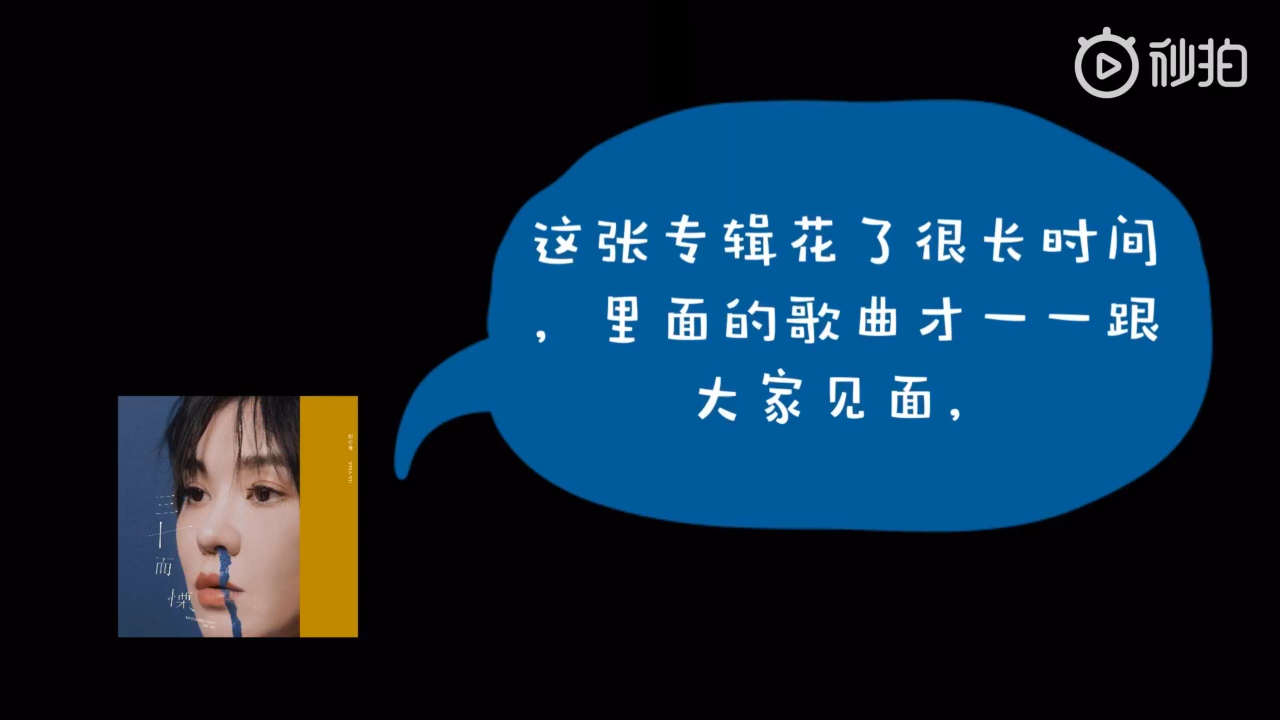 秒拍
这张专辑花了很长时间
，里面的歌曲才一一跟
大家见面，
三
十
而
慄